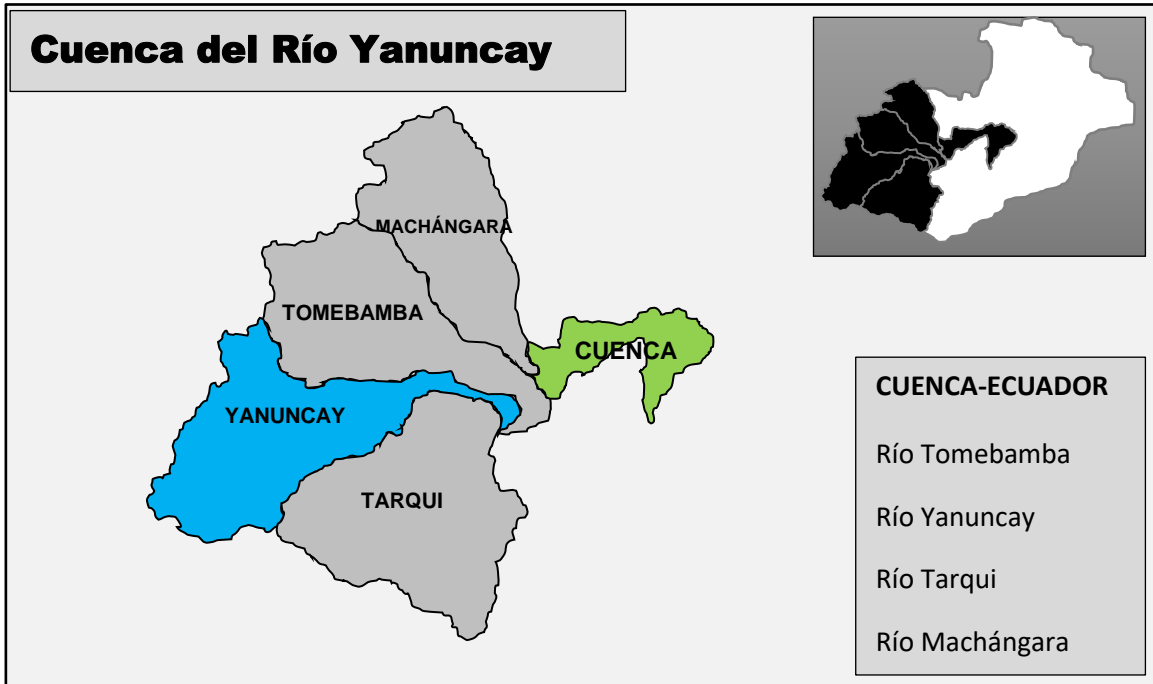 Cuenca del Río Yanuncay
MACHÁNGARA
TOMEBAMBA
CUENCA
YANUNCAY
TARQUI
CUENCA-ECUADOR
Río Tomebamba
Río Yanuncay
Río Tarqui
Río Machángara